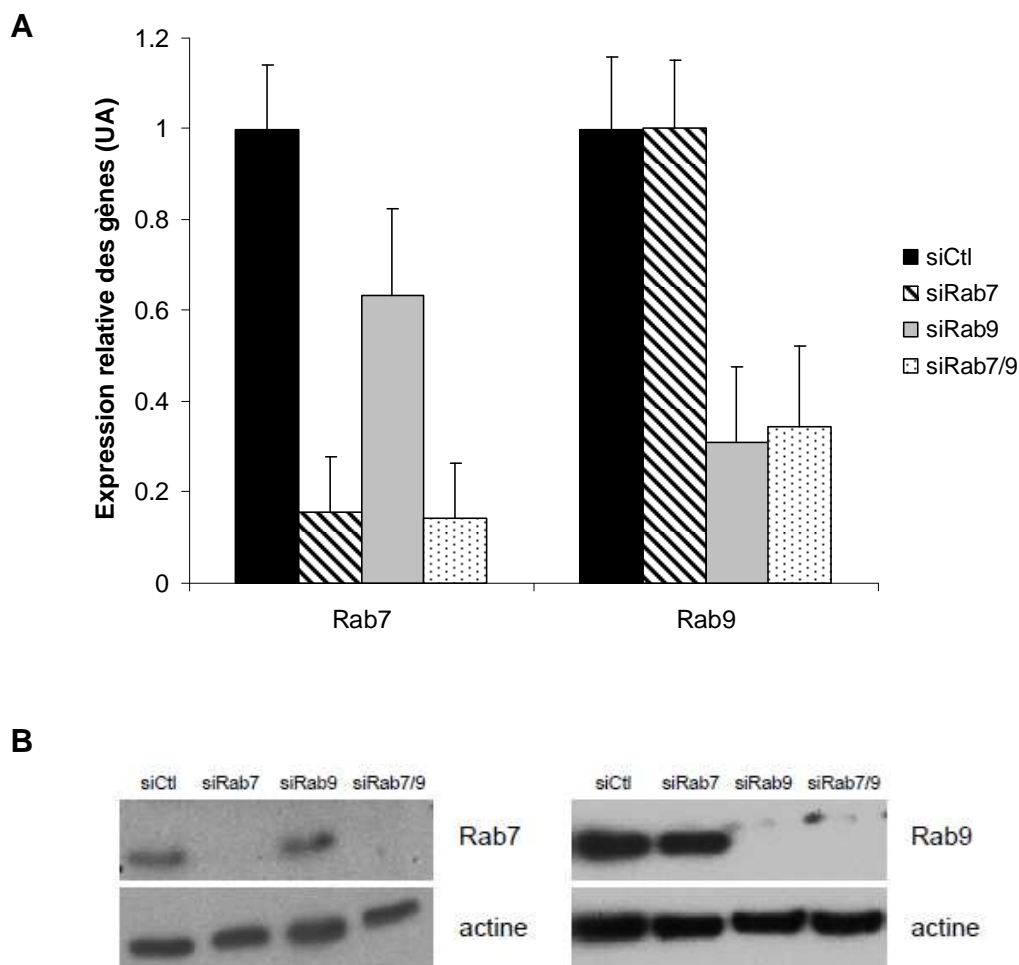 A
Expression relative des gènes (UA)
1.2
1
0.8
0.6
0.4
0.2
0
Rab7
Rab9
siCtl
siRab7
siRab9
siRab7/9
B
siCtl siRab7 siRab9 siRab7/9
Rab7
actine
siCtl siRab7 siRab9 siRab7/9
Rab9
actine